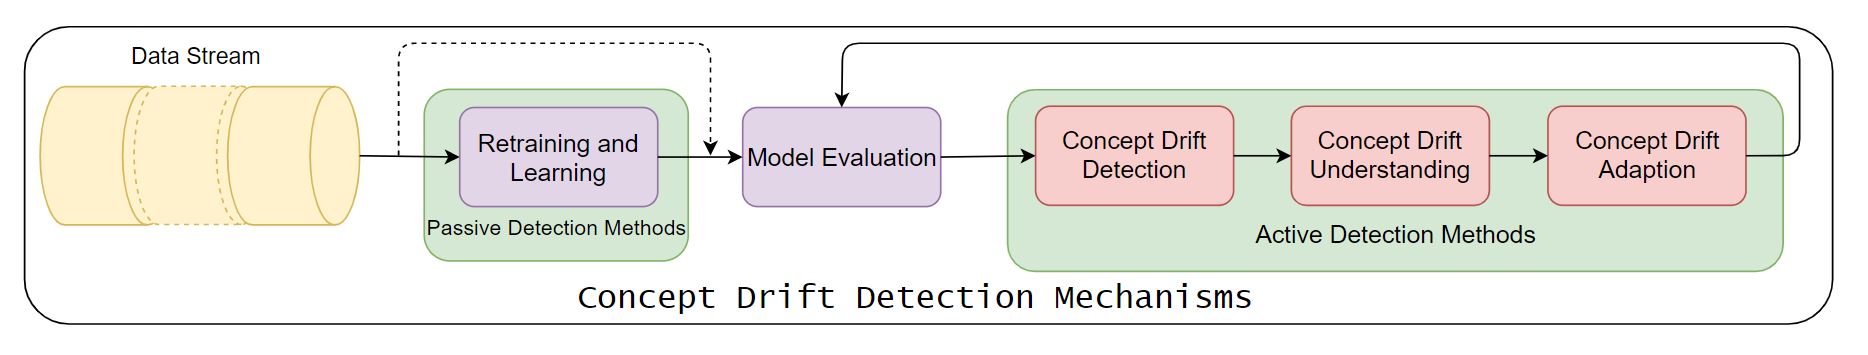 Data Stream
Retraining and
Learning
Passive Detection Methods
Model Evaluation
Concept Drift
Detection
Concept Drift
Understanding
Concept Drift
Adaption
Active Detection Methods
Concept Drift Detection Mechanisms